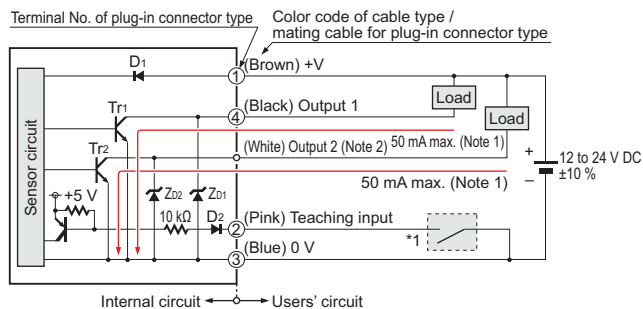 Terminal No. of plug-in connector type
Color code of cable type /
mating cable for plug-in connector type
D1
1
(Brown) +V
Tr1
4
(Black) Output 1
Load
Load
Sensor circuit
Tr2
(White) Output 2 (Note 2)
50 mA max. (Note 1)
+
12 to 24 V DC
±10 %
–
50 mA max. (Note 1)
+5 V
ZD2
ZD1
10 kΩ
D2
2
(Pink) Teaching input
*1
3
(Blue) 0 V
Internal circuit
Users' circuit